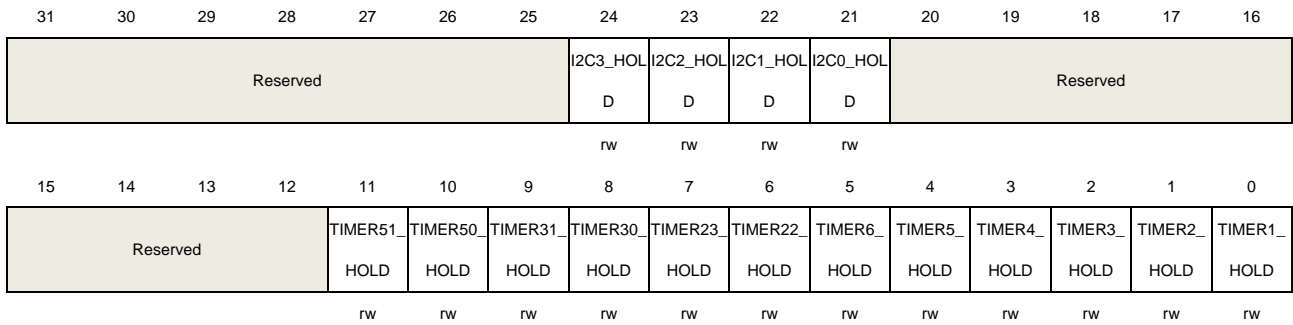 31 30 29 28 27 26 25 24 23 22 21 20 19 18 17 16
Reserved I2C3_HOL I2C2_HOL I2C1_HOL I2C0_HOL Reserved
D D D D
rw rw rw rw
15 14 13 12 11 10 9 8 7 6 5 4 3 2 1 0
Reserved TIMER51_ TIMER50_ TIMER31_ TIMER30_ TIMER23_ TIMER22_ TIMER6_ TIMER5_ TIMER4_ TIMER3_ TIMER2_ TIMER1_
HOLD HOLD HOLD HOLD HOLD HOLD HOLD HOLD HOLD HOLD HOLD HOLD
rw rw rw rw rw rw rw rw rw rw rw rw